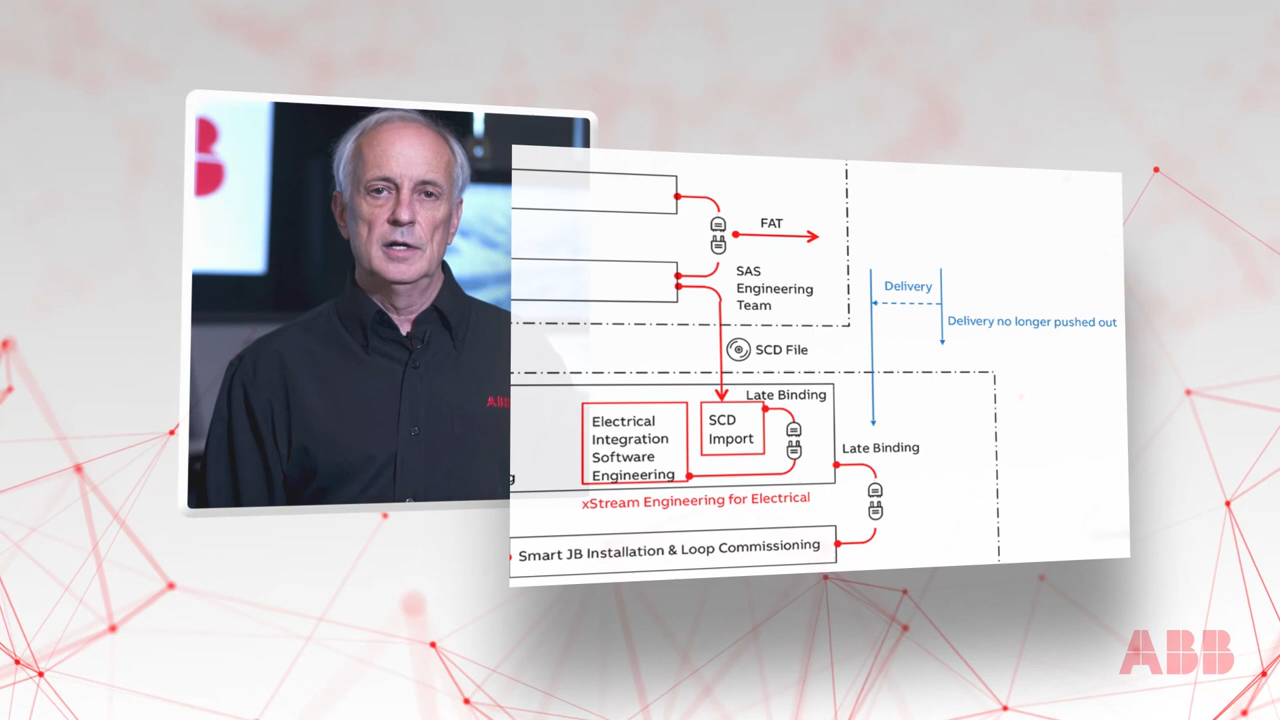 FAT
SAS
Engineering
Team
Delivery
Delivery no longer pushed out
SCD File
Late Binding
Electrical
Integration
Software
Engineering
SCD
Import
Late Binding
xStream Engineering for Electrical
Smart JB Installation & Loop Commissioning
ABB
ABB